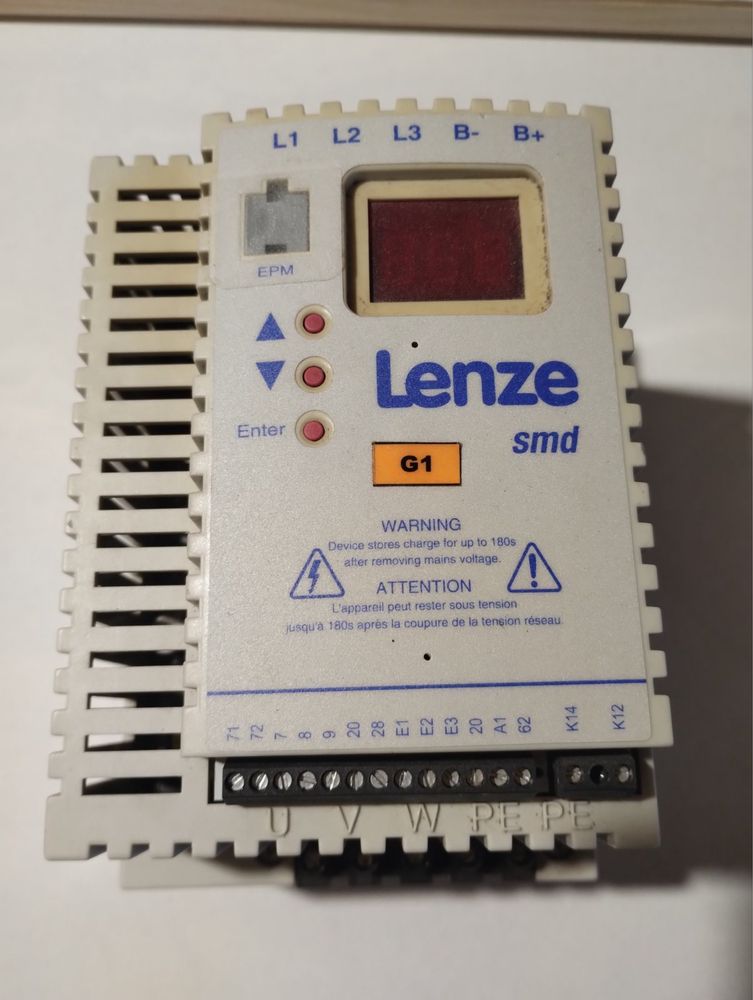 L1 L2 L3 B- B+
EPM
Enter
Lenze
smd
G1
WARNING
Device stores charge for up to 180s
after removing mains voltage.
ATTENTION
L'appareil peut rester sous tension
jusqu'à 180s après la coupure de la tension réseau.
71 72 7 8 9 20 28 E1 E2 E3 20 A1 62 K14 K12
U V W PE PE